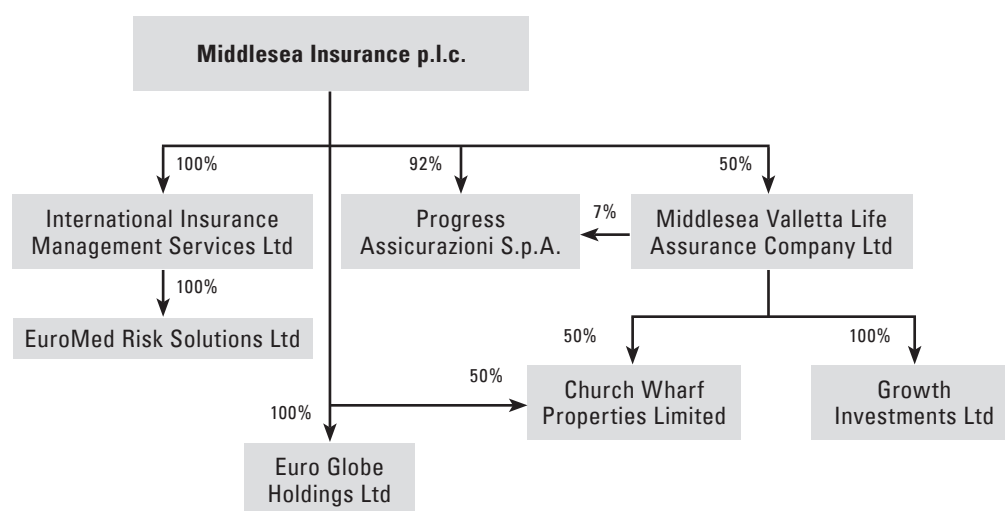 Middlesea Insurance p.l.c.
100%
92%
50%
International Insurance
Management Services Ltd
Progress
Assicurazioni S.p.A.
7%
Middlesea Valletta Life
Assurance Company Ltd
100%
EuroMed Risk Solutions Ltd
50%
100%
50%
Church Wharf
Properties Limited
Growth
Investments Ltd
100%
Euro Globe
Holdings Ltd